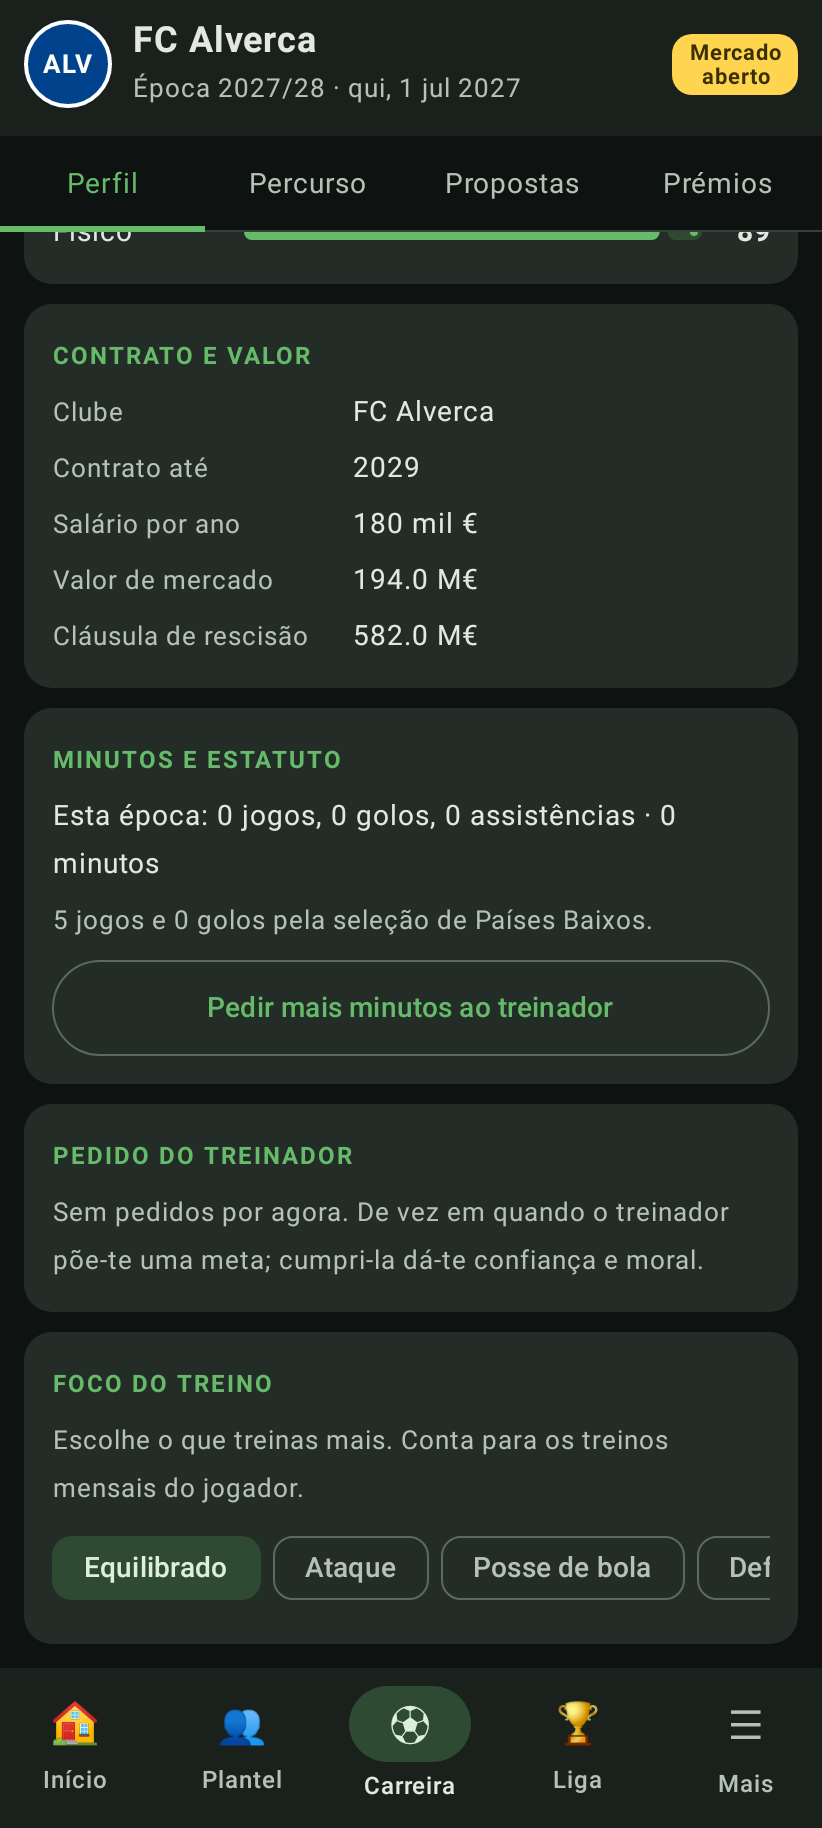 ALV
FC Alverca
Época 2027/28 · qui, 1 jul 2027
Mercado
aberto
Perfil
Percurso
Propostas
Prémios
Físico 89
CONTRATO E VALOR
Clube FC Alverca
Contrato até 2029
Salário por ano 180 mil €
Valor de mercado 194.0 M€
Cláusula de rescisão 582.0 M€
MINUTOS E ESTATUTO
Esta época: 0 jogos, 0 golos, 0 assistências · 0
minutos
5 jogos e 0 golos pela seleção de Países Baixos.
Pedir mais minutos ao treinador
PEDIDO DO TREINADOR
Sem pedidos por agora. De vez em quando o treinador
põe-te uma meta; cumpri-la dá-te confiança e moral.
FOCO DO TREINO
Escolhe o que treinas mais. Conta para os treinos
mensais do jogador.
Equilibrado
Ataque
Posse de bola
Def
Início
Plantel
Carreira
Liga
Mais